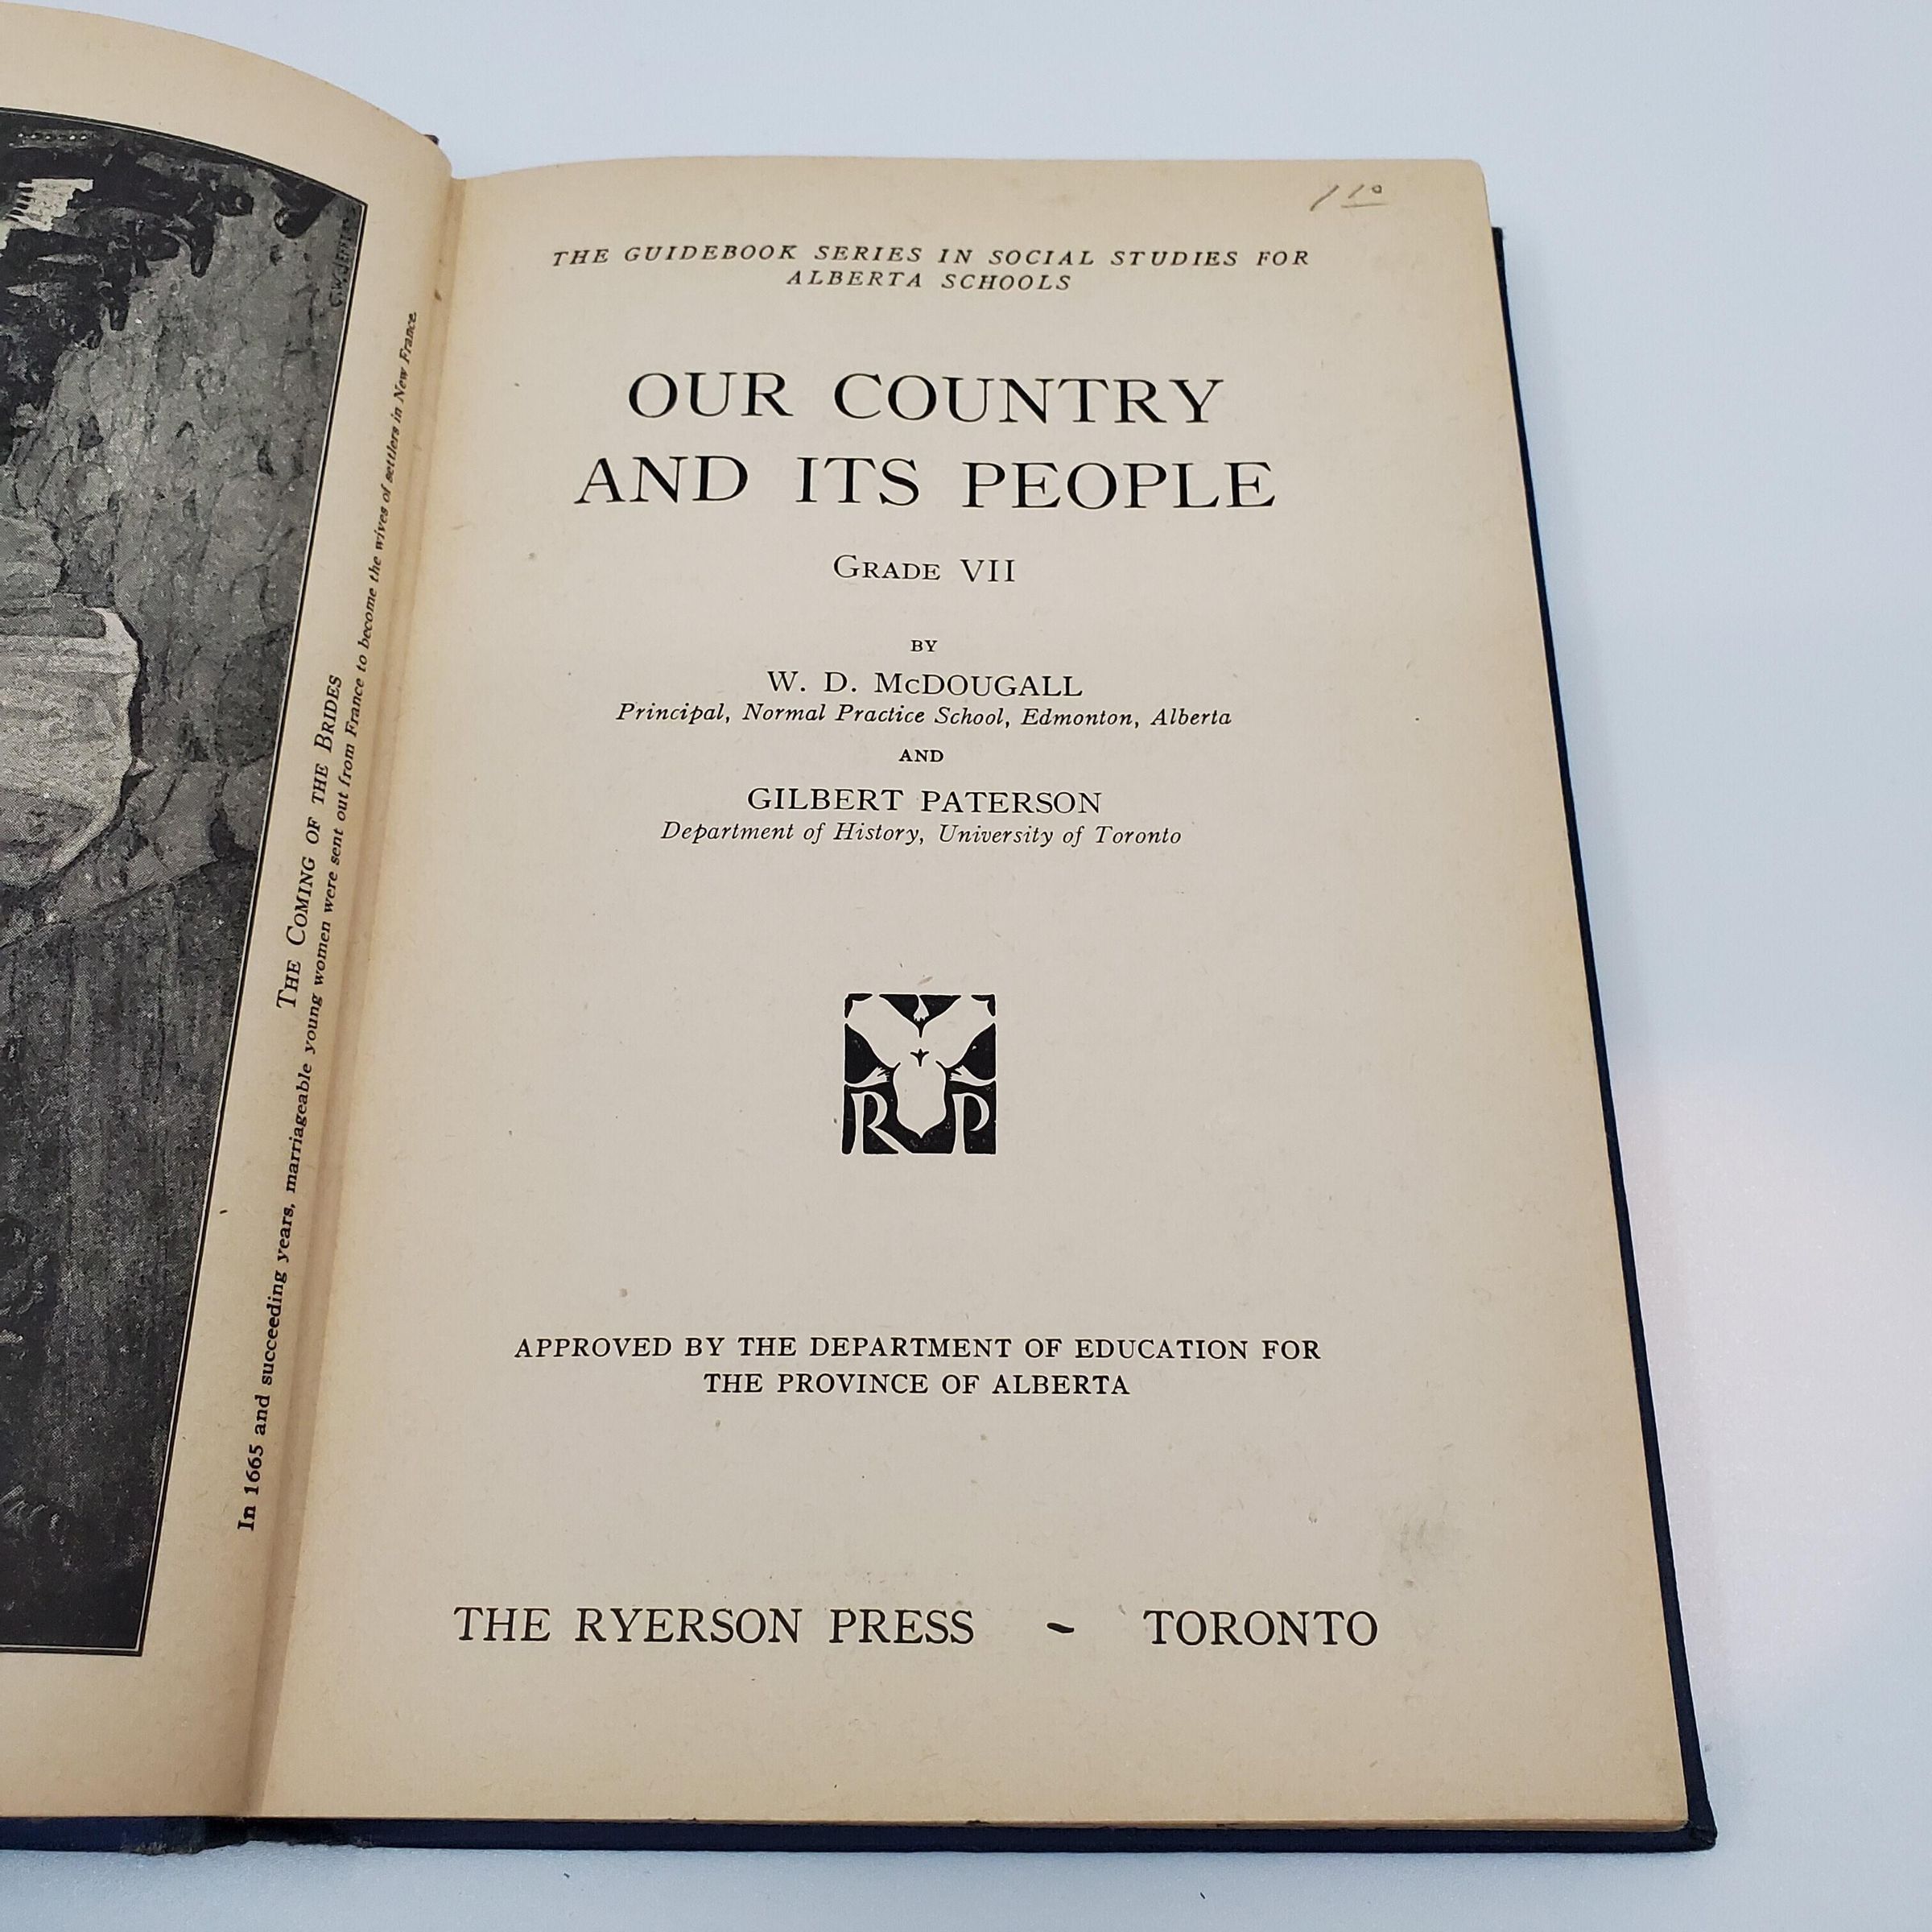 C.W. JEFFERYS
THE COMING OF THE BRIDES
In 1665 and succeeding years, marriageable young women were sent out from France to become the wives of settlers in New France.
1 10
THE GUIDEBOOK SERIES IN SOCIAL STUDIES FOR
ALBERTA SCHOOLS
OUR COUNTRY
AND ITS PEOPLE
GRADE VII
BY
W. D. McDOUGALL
Principal, Normal Practice School, Edmonton, Alberta
AND
GILBERT PATERSON
Department of History, University of Toronto
R P
APPROVED BY THE DEPARTMENT OF EDUCATION FOR
THE PROVINCE OF ALBERTA
THE RYERSON PRESS - TORONTO